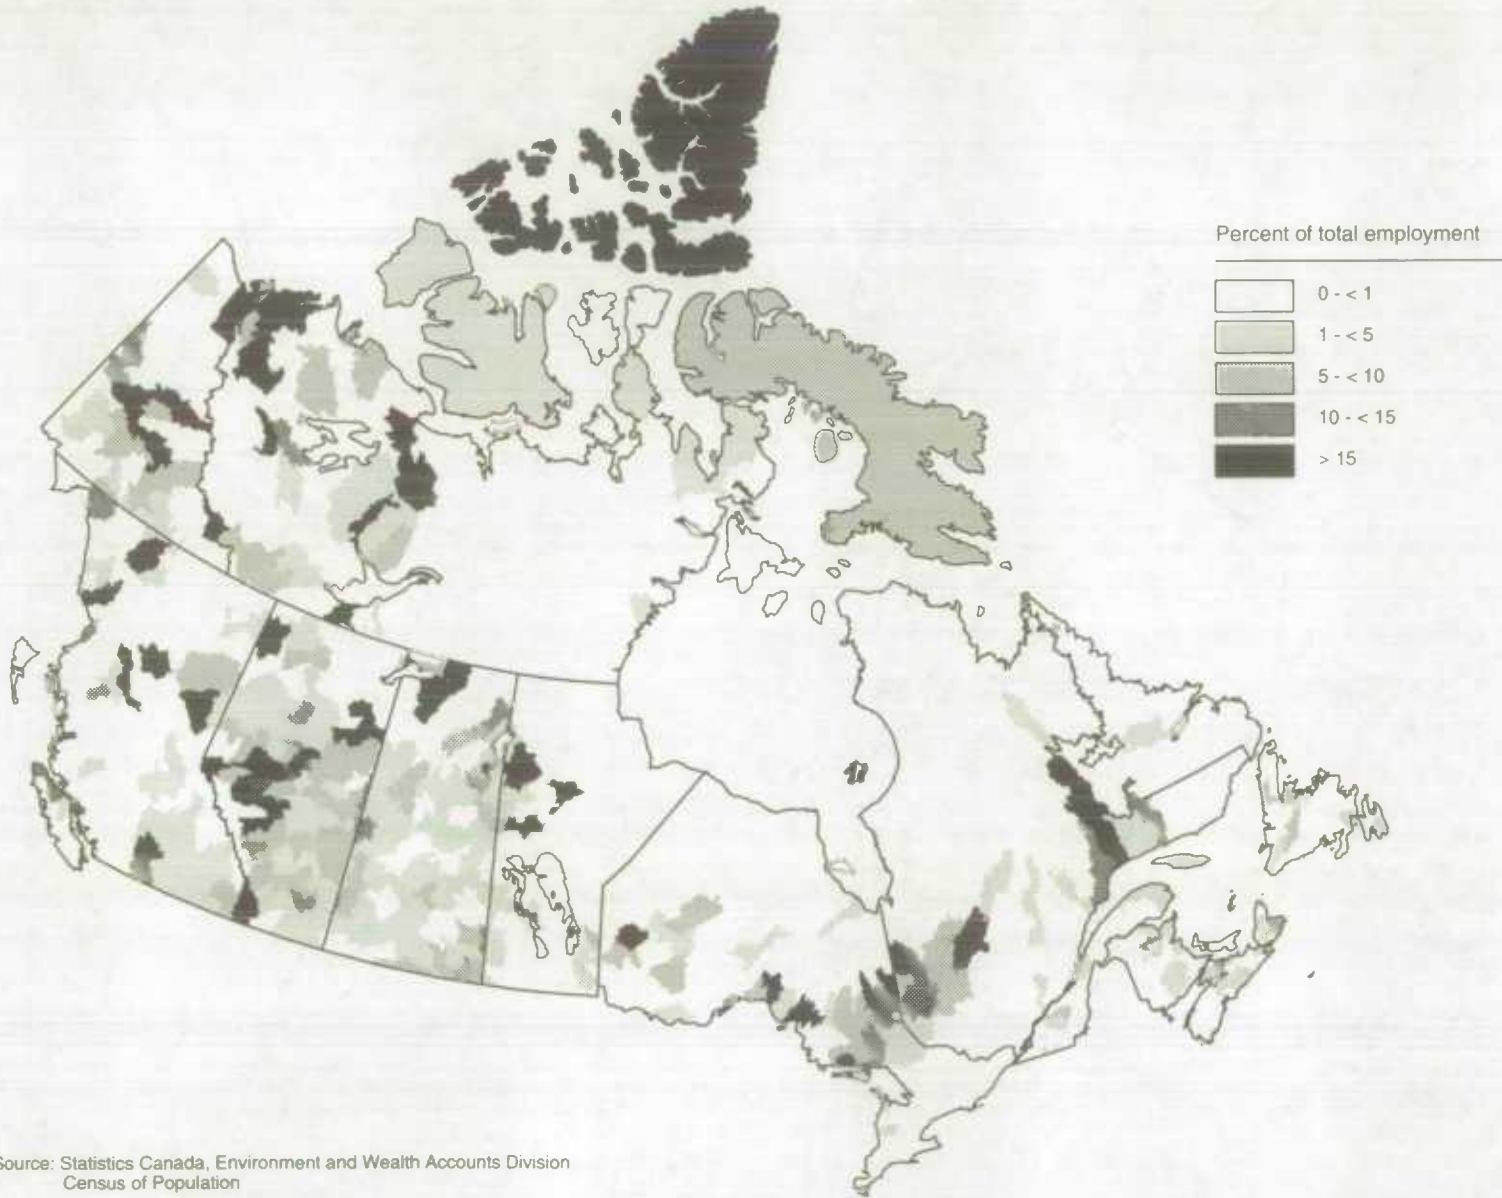 Percent of total employment
0 - < 1
1 - < 5
5 - < 10
10 - < 15
> 15
Source: Statistics Canada, Environment and Wealth Accounts Division
Census of Population